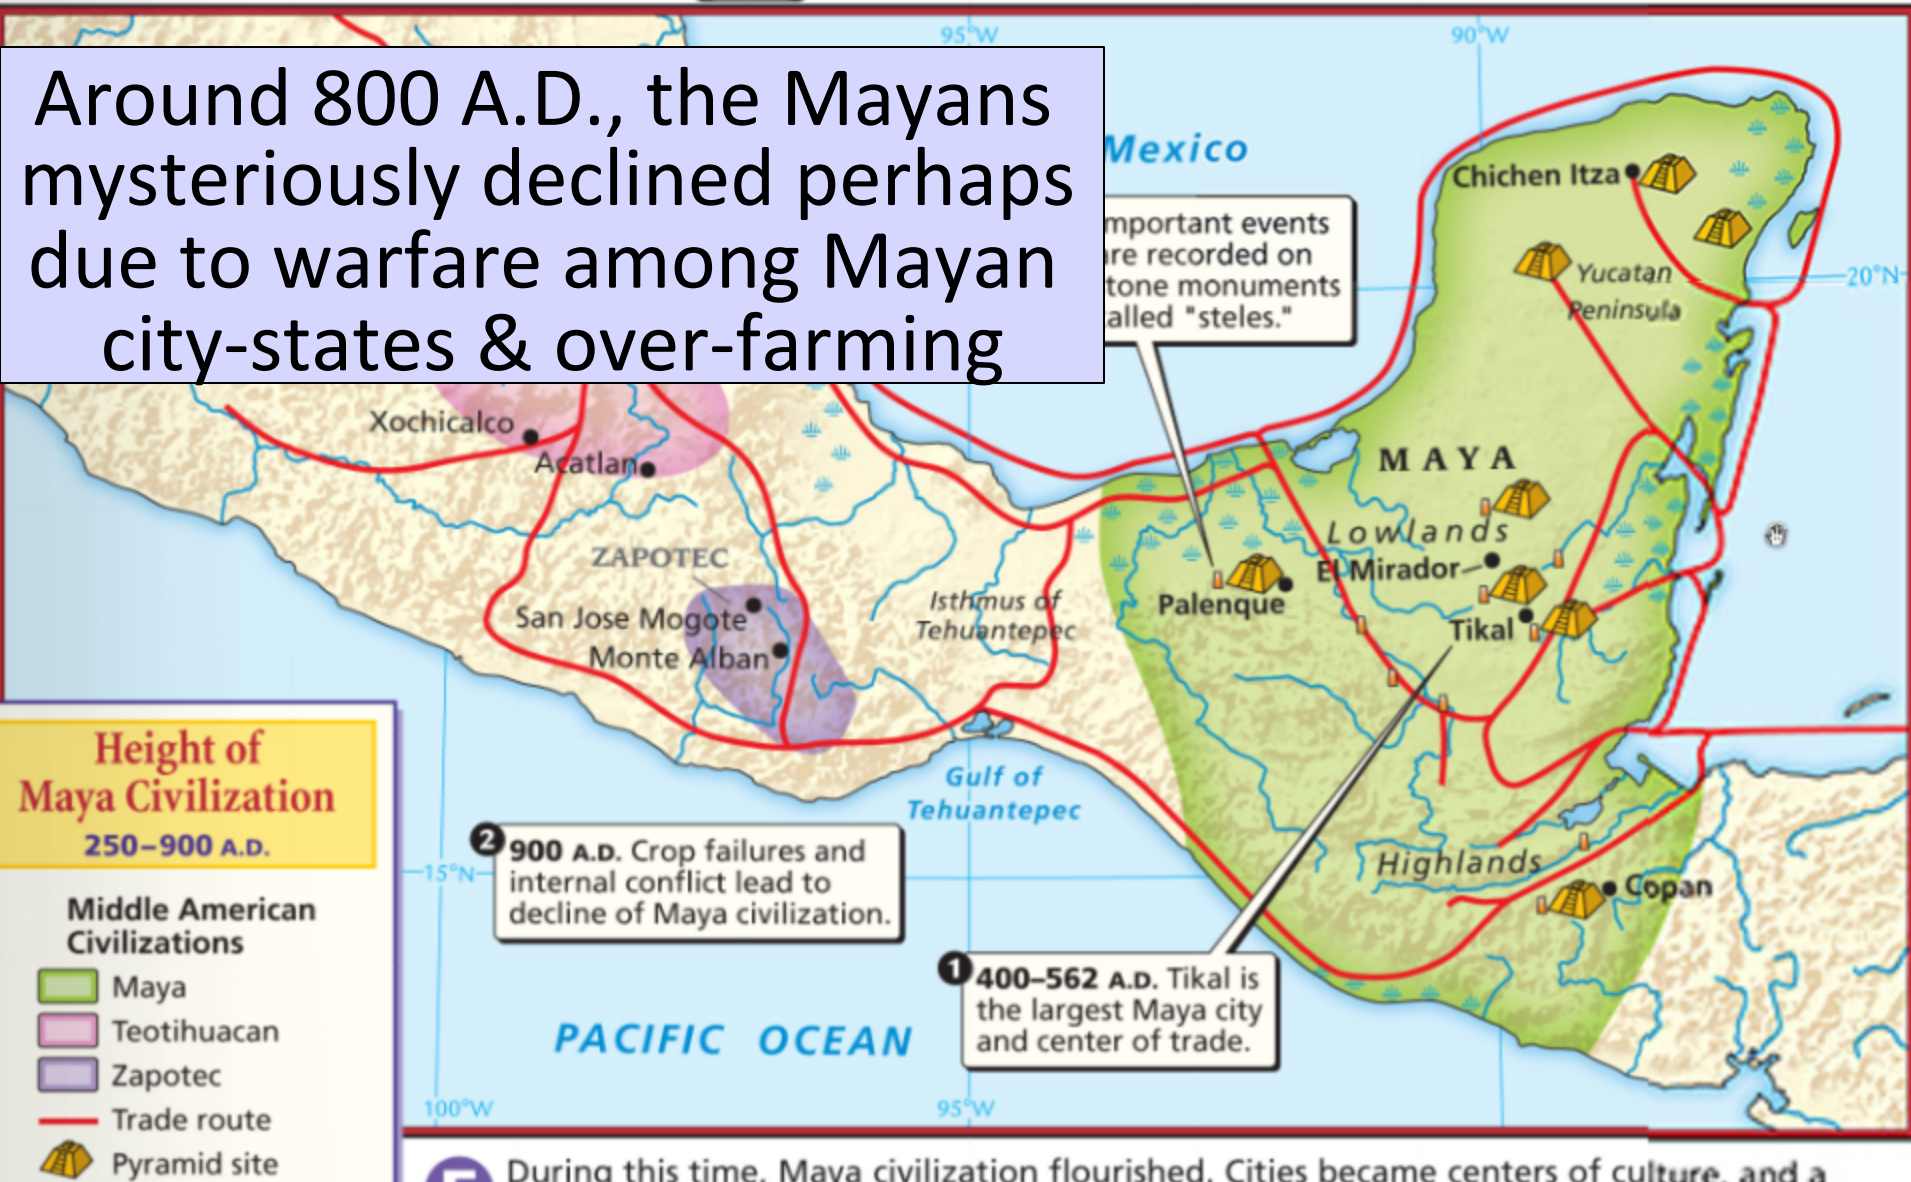 95°W
90°W
Around 800 A.D., the Mayans
mysteriously declined perhaps
due to warfare among Mayan
city-states & over-farming
Mexico
Chichen Itza
mportant events
re recorded on
tone monuments
alled "steles."
Yucatan
Peninsula
20°N
Xochicalco
Acatlan
MAYA
Lowlands
ZAPOTEC
El Mirador
Palenque
Tikal
San Jose Mogote
Monte Alban
Isthmus of
Tehuantepec
Height of
Maya Civilization
250–900 A.D.
Gulf of
Tehuantepec
2 900 A.D. Crop failures and
internal conflict lead to
decline of Maya civilization.
15°N
Highlands
Copan
1 400–562 A.D. Tikal is
the largest Maya city
and center of trade.
PACIFIC OCEAN
Middle American
Civilizations
Maya
Teotihuacan
Zapotec
Trade route
Pyramid site
100°W
95°W
During this time, Maya civilization flourished. Cities became centers of culture, and a